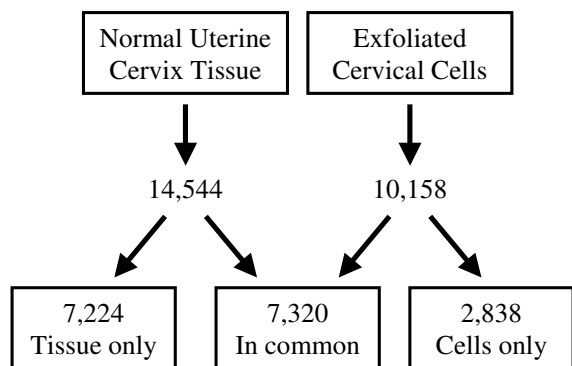 Normal Uterine
Cervix Tissue
Exfoliated
Cervical Cells
14,544
10,158
7,224
Tissue only
7,320
In common
2,838
Cells only